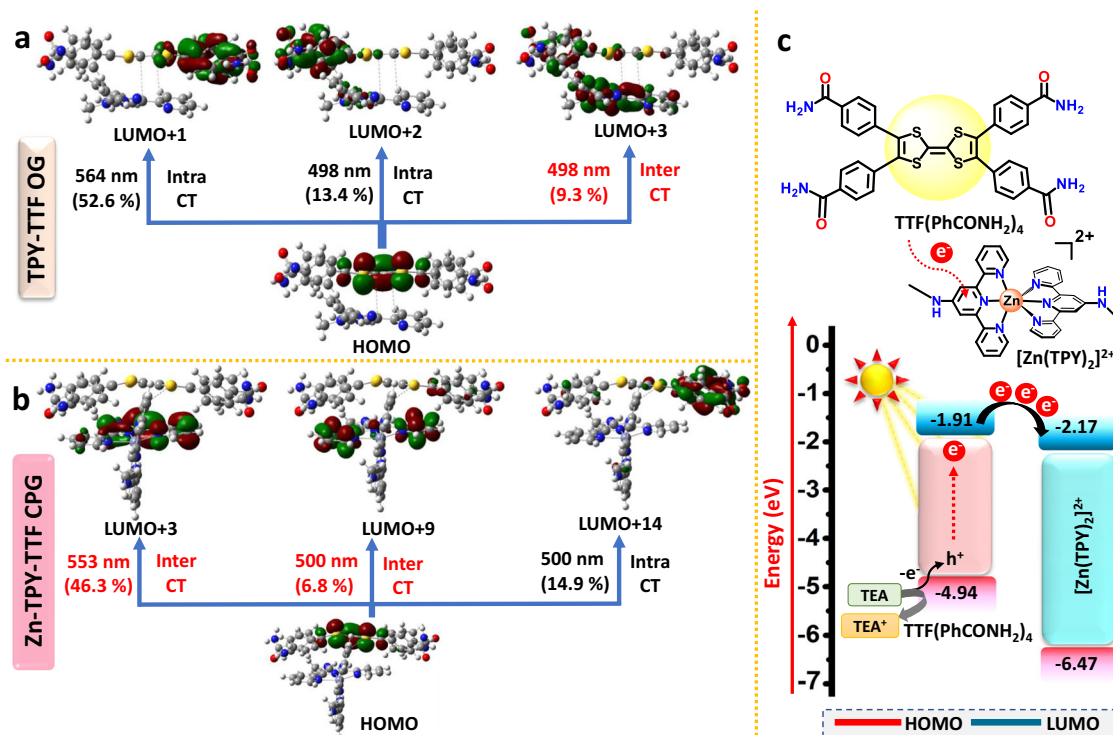 a
TPY-TTF OG
LUMO+1
LUMO+2
LUMO+3
564 nm
(52.6 %)
Intra
CT
498 nm
(13.4 %)
Intra
CT
498 nm
(9.3 %)
Inter
CT
HOMO
b
Zn-TPY-TTF CPG
LUMO+3
LUMO+9
LUMO+14
553 nm
(46.3 %)
Inter
CT
500 nm
(6.8 %)
Inter
CT
500 nm
(14.9 %)
Intra
CT
HOMO
c
O
O
H₂N
NH₂
S
S
S
S
H₂N
NH₂
O
O
TTF(PhCONH₂)₄
e⁻
2+
N
N
N
Zn
N
N
N
N
H
N
H
[Zn(TPY)₂]²⁺
Energy (eV)
0
-1
-2
-3
-4
-5
-6
-7
e⁻
e⁻
e⁻
-1.91
-2.17
e⁻
h⁺
-e⁻
TEA
TEA⁺
-4.94
TTF(PhCONH₂)₄
[Zn(TPY)₂]²⁺
-6.47
HOMO
LUMO